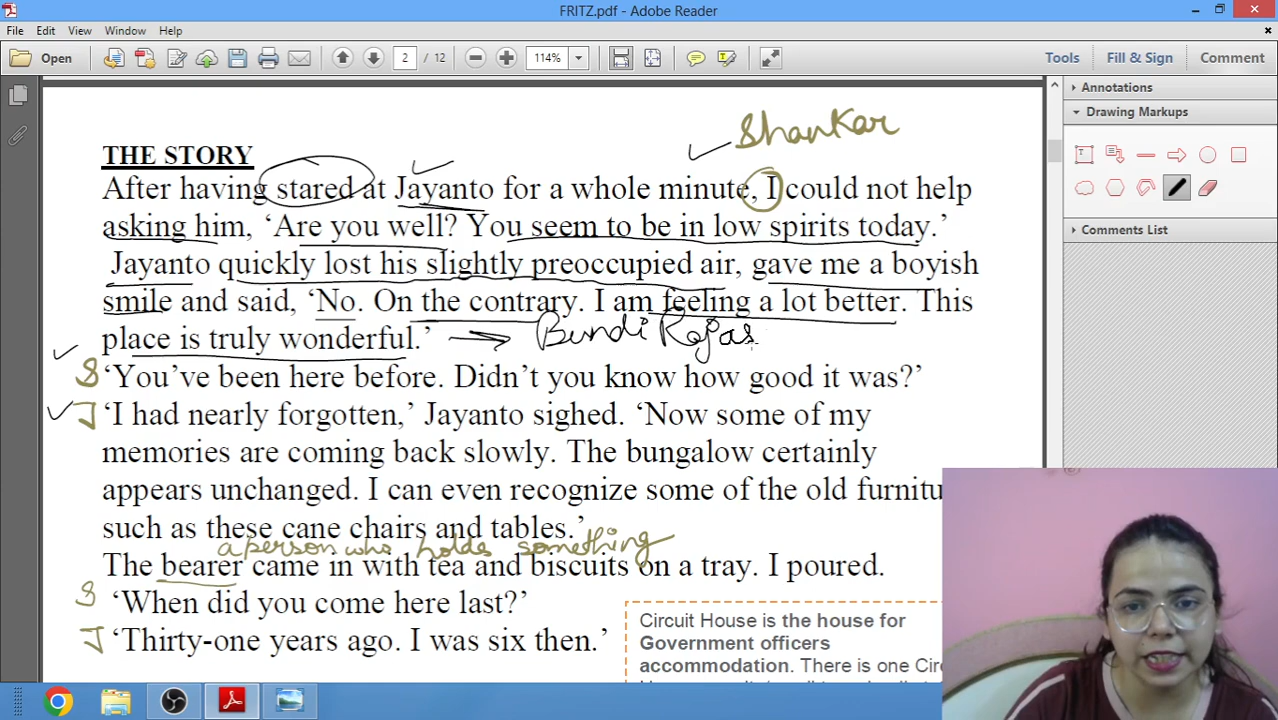 FRITZ.pdf - Adobe Reader
File Edit View Window Help
Open 2 / 12 114% Tools Fill & Sign Comment
Annotations
Drawing Markups
Comments List
Shankar
THE STORY
After having stared at Jayanto for a whole minute, I could not help
asking him, ‘Are you well? You seem to be in low spirits today.’
Jayanto quickly lost his slightly preoccupied air, gave me a boyish
smile and said, ‘No. On the contrary. I am feeling a lot better. This
place is truly wonderful.’ Bundi Rajas
S ‘You’ve been here before. Didn’t you know how good it was?’
J ‘I had nearly forgotten,’ Jayanto sighed. ‘Now some of my
memories are coming back slowly. The bungalow certainly
appears unchanged. I can even recognize some of the old furnitu
such as these cane chairs and tables.’
a person who holds something
The bearer came in with tea and biscuits on a tray. I poured.
S ‘When did you come here last?’
J ‘Thirty-one years ago. I was six then.’
Circuit House is the house for
Government officers
accommodation. There is one Circ